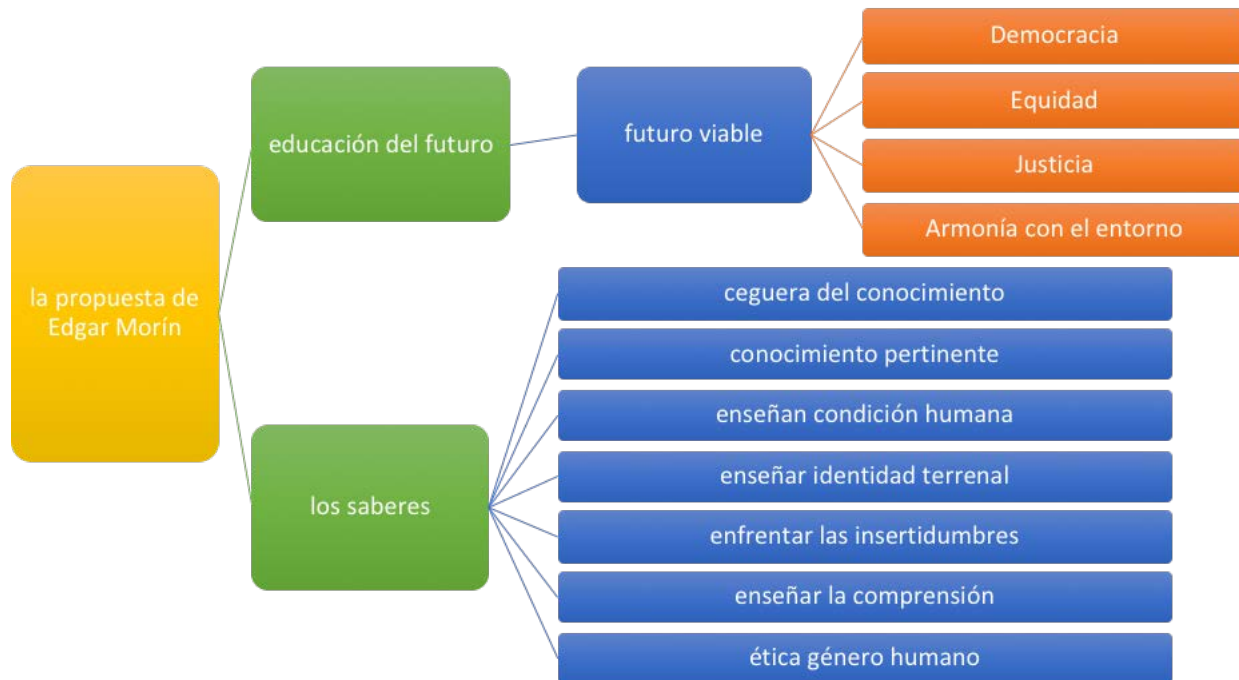 la propuesta de
Edgar Morín
educación del futuro
futuro viable
Democracia
Equidad
Justicia
Armonía con el entorno
los saberes
ceguera del conocimiento
conocimiento pertinente
enseñan condición humana
enseñar identidad terrenal
enfrentar las insertidumbres
enseñar la comprensión
ética género humano